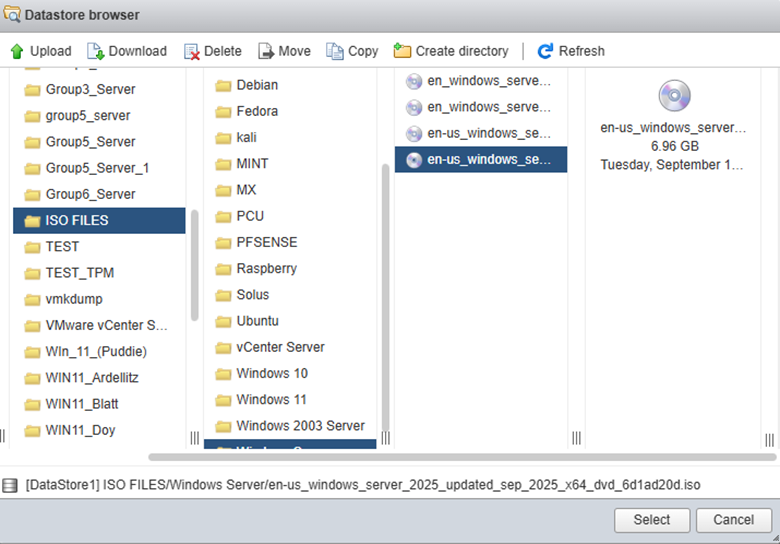 Datastore browser
Upload Download Delete Move Copy Create directory Refresh
Group3_Server
group5_server
Group5_Server
Group5_Server_1
Group6_Server
ISO FILES
TEST
TEST_TPM
vmkdump
VMware vCenter S...
WIn_11_(Puddie)
WIN11_Ardellitz
WIN11_Blatt
WIN11_Doy
Debian
Fedora
kali
MINT
MX
PCU
PFSENSE
Raspberry
Solus
Ubuntu
vCenter Server
Windows 10
Windows 11
Windows 2003 Server
en_windows_serve...
en_windows_serve...
en-us_windows_se...
en-us_windows_se...
en-us_windows_server...
6.96 GB
Tuesday, September 1...
[DataStore1] ISO FILES/Windows Server/en-us_windows_server_2025_updated_sep_2025_x64_dvd_6d1ad20d.iso
Select Cancel